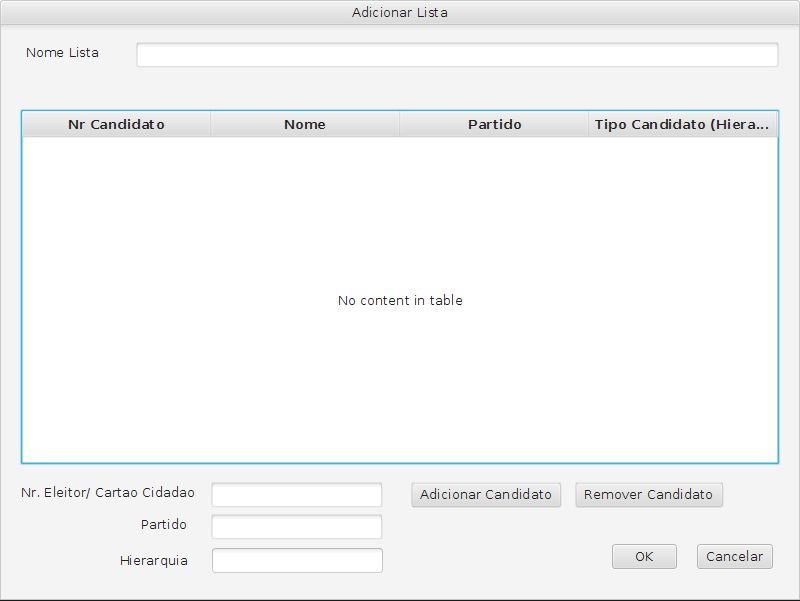 Adicionar Lista
Nome Lista
Nr Candidato Nome Partido Tipo Candidato (Hiera...
No content in table
Nr. Eleitor/ Cartao Cidadao Adicionar Candidato Remover Candidato
Partido
Hierarquia OK Cancelar